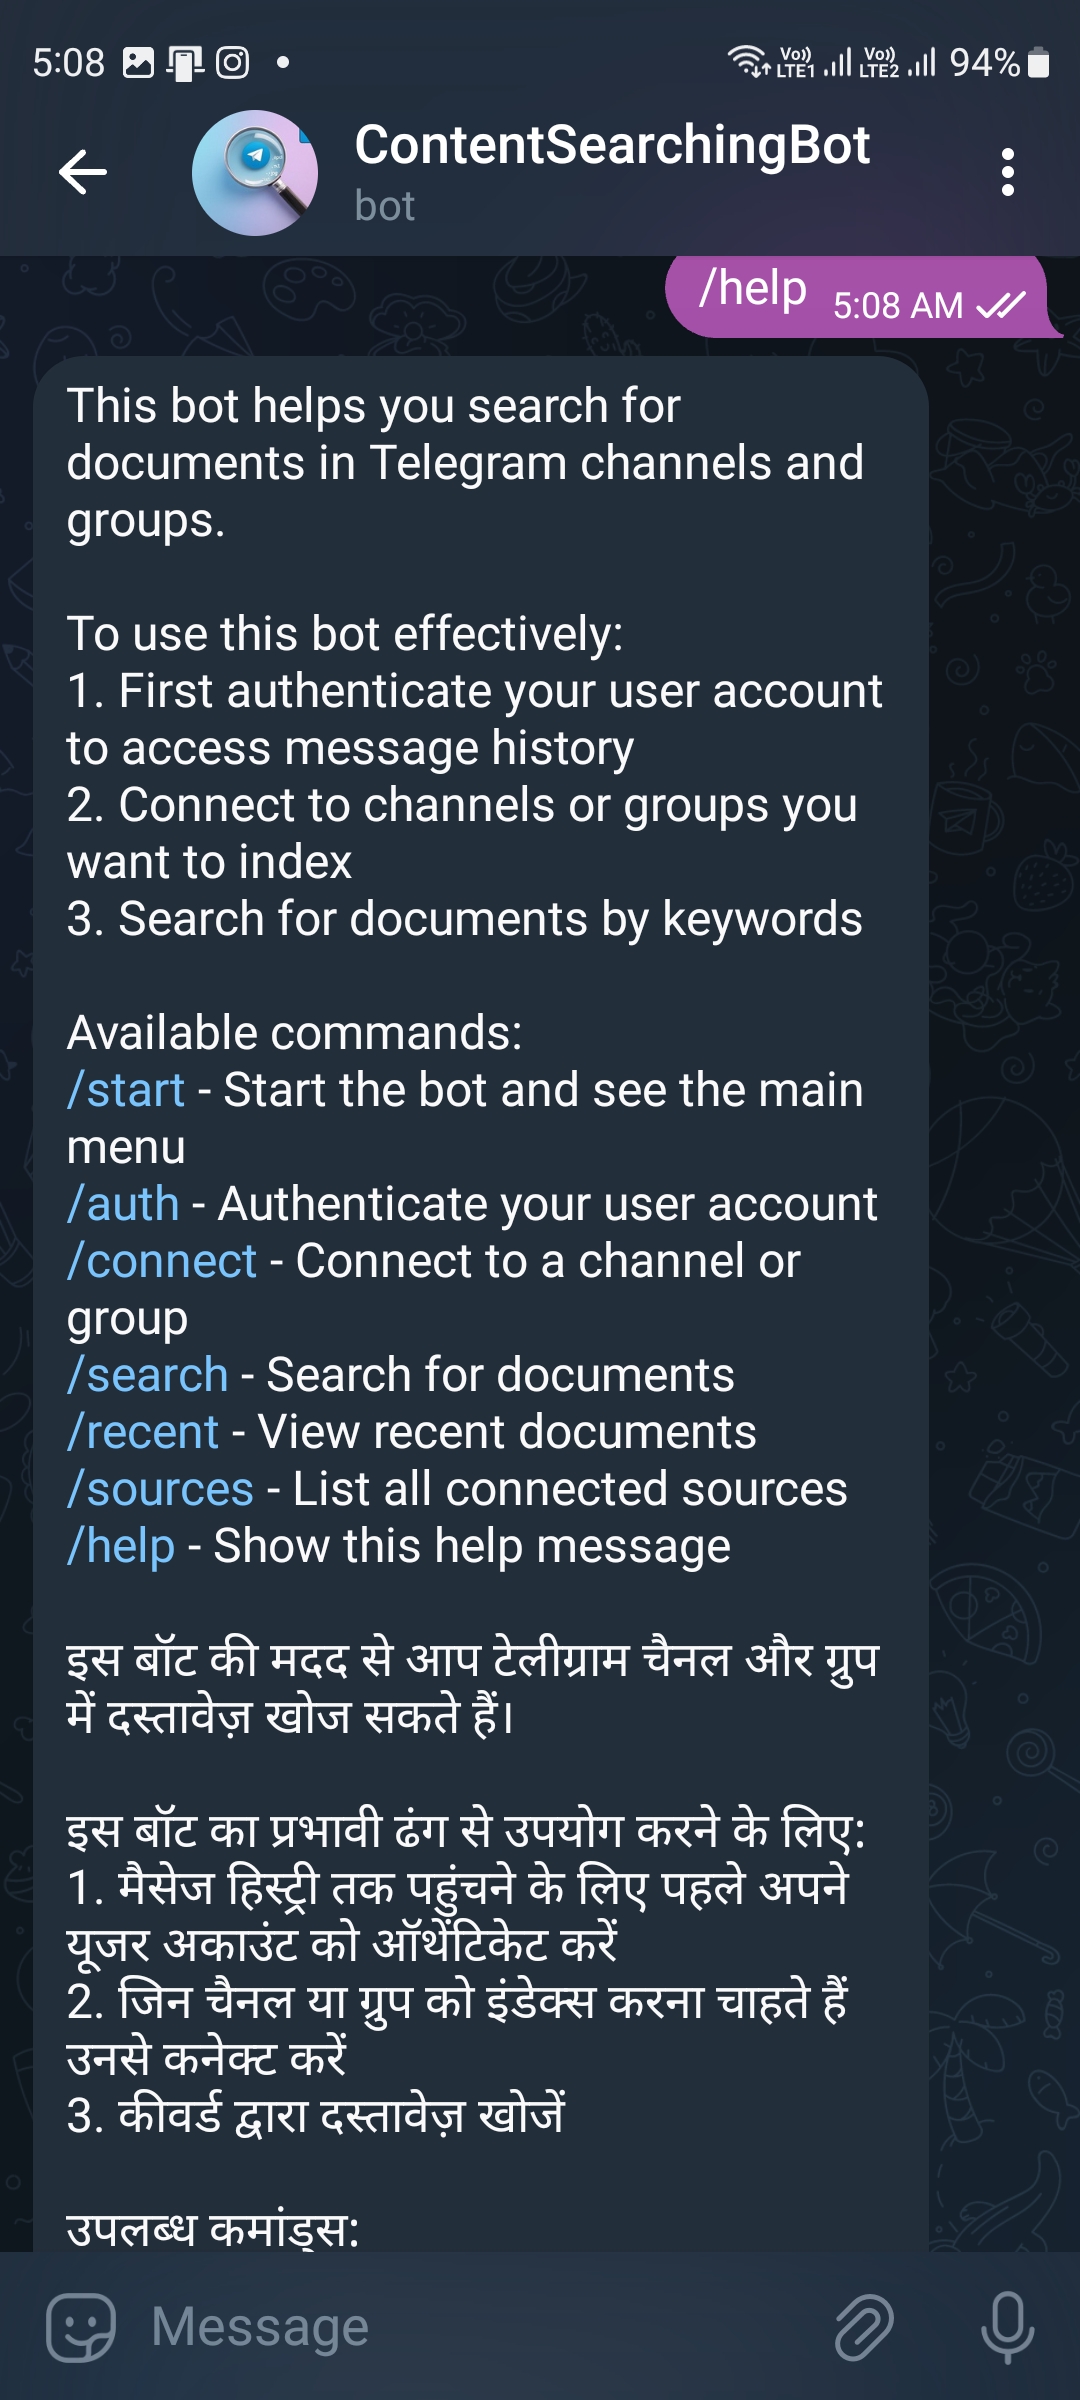 5:08
Vo)) LTE1 Vo)) LTE2 94%
ContentSearchingBot
bot
/help 5:08 AM
This bot helps you search for
documents in Telegram channels and
groups.
To use this bot effectively:
1. First authenticate your user account
to access message history
2. Connect to channels or groups you
want to index
3. Search for documents by keywords
Available commands:
/start - Start the bot and see the main
menu
/auth - Authenticate your user account
/connect - Connect to a channel or
group
/search - Search for documents
/recent - View recent documents
/sources - List all connected sources
/help - Show this help message
इस बॉट की मदद से आप टेलीग्राम चैनल और ग्रुप
में दस्तावेज़ खोज सकते हैं।
इस बॉट का प्रभावी ढंग से उपयोग करने के लिए:
1. मैसेज हिस्ट्री तक पहुंचने के लिए पहले अपने
यूजर अकाउंट को ऑथेंटिकेट करें
2. जिन चैनल या ग्रुप को इंडेक्स करना चाहते हैं
उनसे कनेक्ट करें
3. कीवर्ड द्वारा दस्तावेज़ खोजें
उपलब्ध कमांड्स:
Message